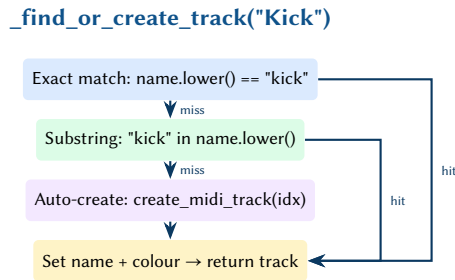 _find_or_create_track("Kick")
Exact match: name.lower() == "kick"
miss
Substring: "kick" in name.lower()
miss
hit
hit
Auto-create: create_midi_track(idx)
Set name + colour → return track